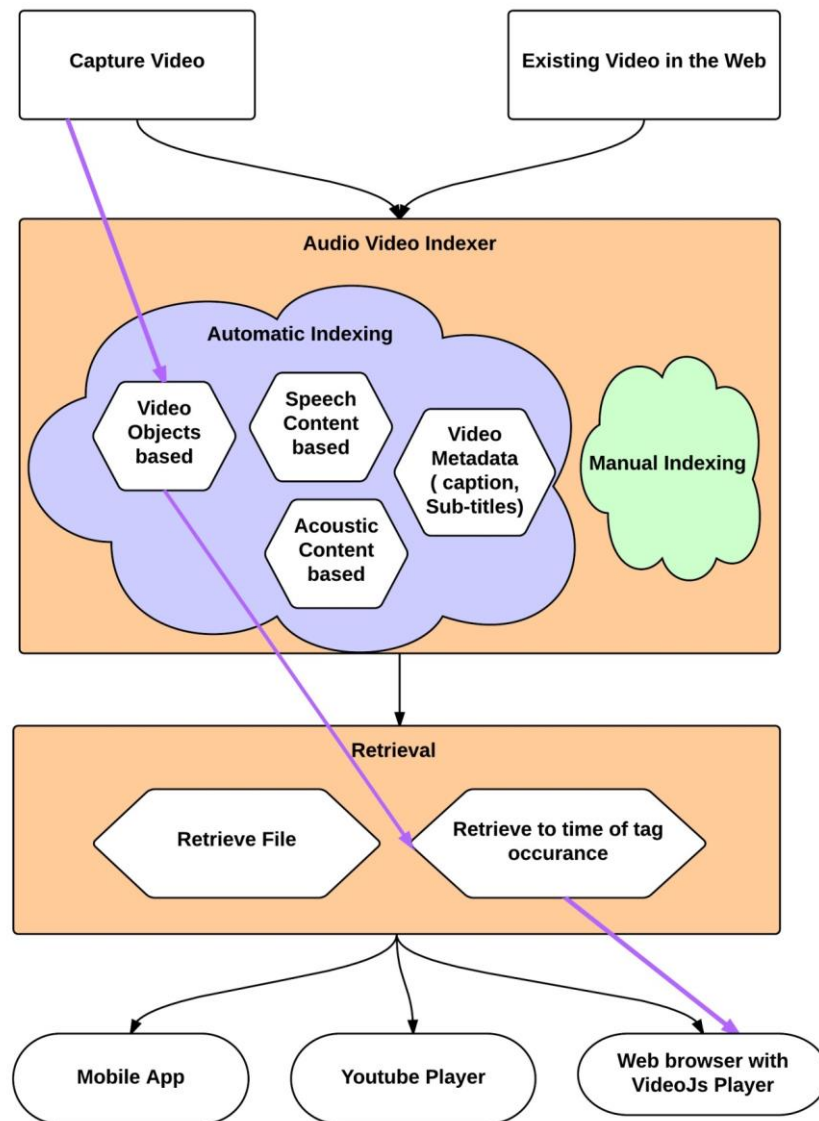 Capture Video
Existing Video in the Web
Audio Video Indexer
Automatic Indexing
Video
Objects
based
Speech
Content
based
Video
Metadata
( caption,
Sub-titles)
Acoustic
Content
based
Manual Indexing
Retrieval
Retrieve File
Retrieve to time of tag
occurance
Mobile App
Youtube Player
Web browser with
VideoJs Player